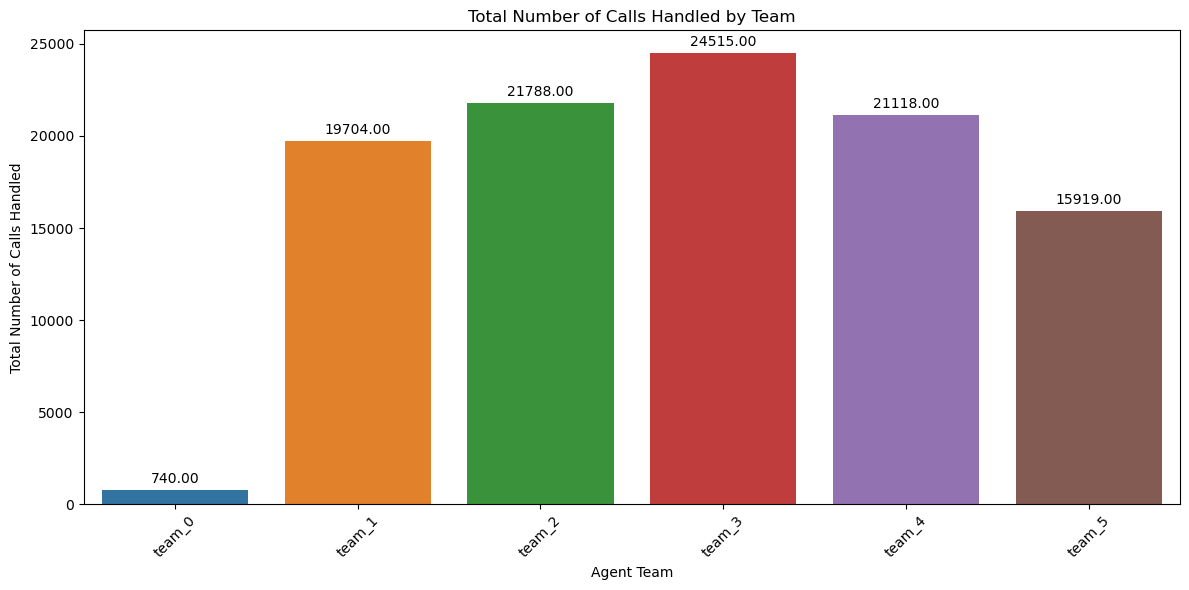 Total Number of Calls Handled by Team
Total Number of Calls Handled
25000
20000
15000
10000
5000
0
740.00
19704.00
21788.00
24515.00
21118.00
15919.00
team_0
team_1
team_2
team_3
team_4
team_5
Agent Team